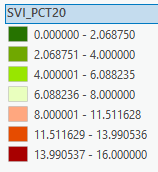 SVI_PCT20
0.000000 - 2.068750
2.068751 - 4.000000
4.000001 - 6.088235
6.088236 - 8.000000
8.000001 - 11.511628
11.511629 - 13.990536
13.990537 - 16.000000